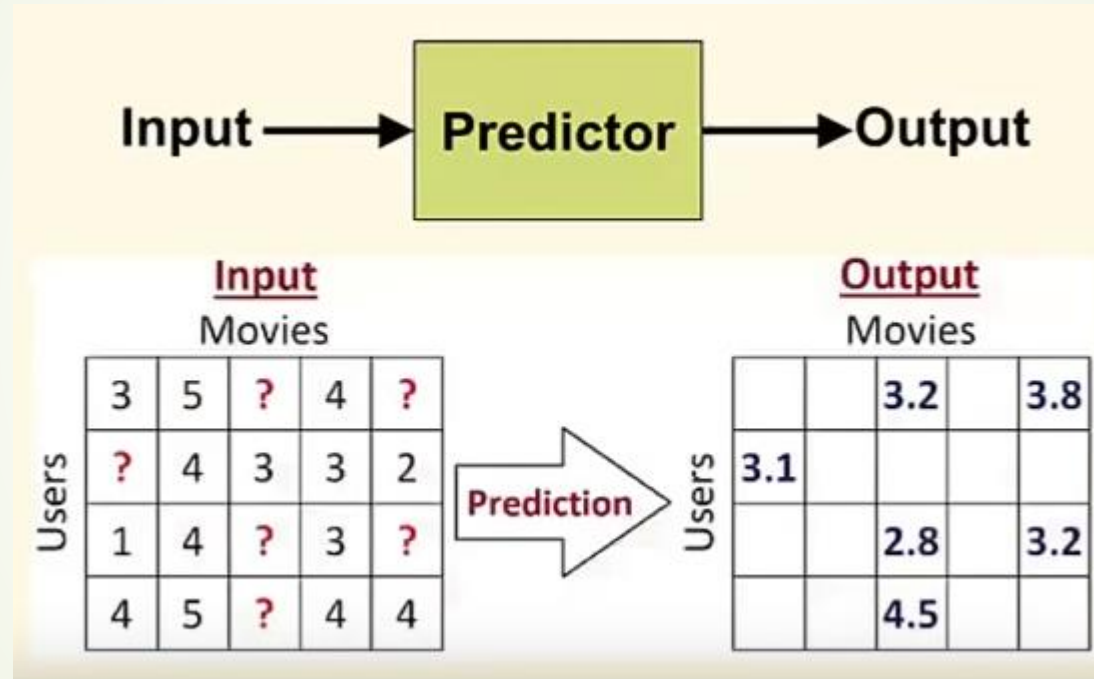 Input Predictor Output
Input
Movies
Users
3 5 ? 4 ?
? 4 3 3 2
1 4 ? 3 ?
4 5 ? 4 4
Prediction
Output
Movies
Users
3.2 3.8
3.1
2.8 3.2
4.5